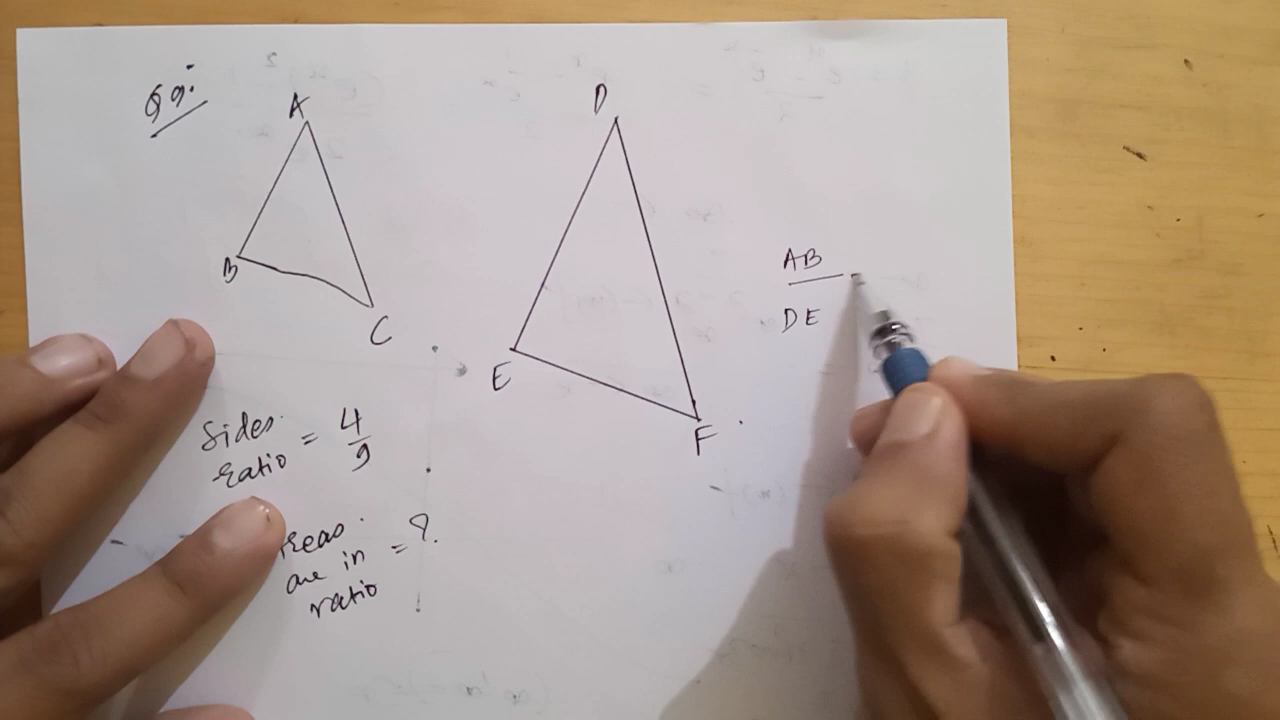 Q9:
A
B
C
D
E
F
AB
DE
Sides
ratio = 4/9
reas
are in = ?
ratio